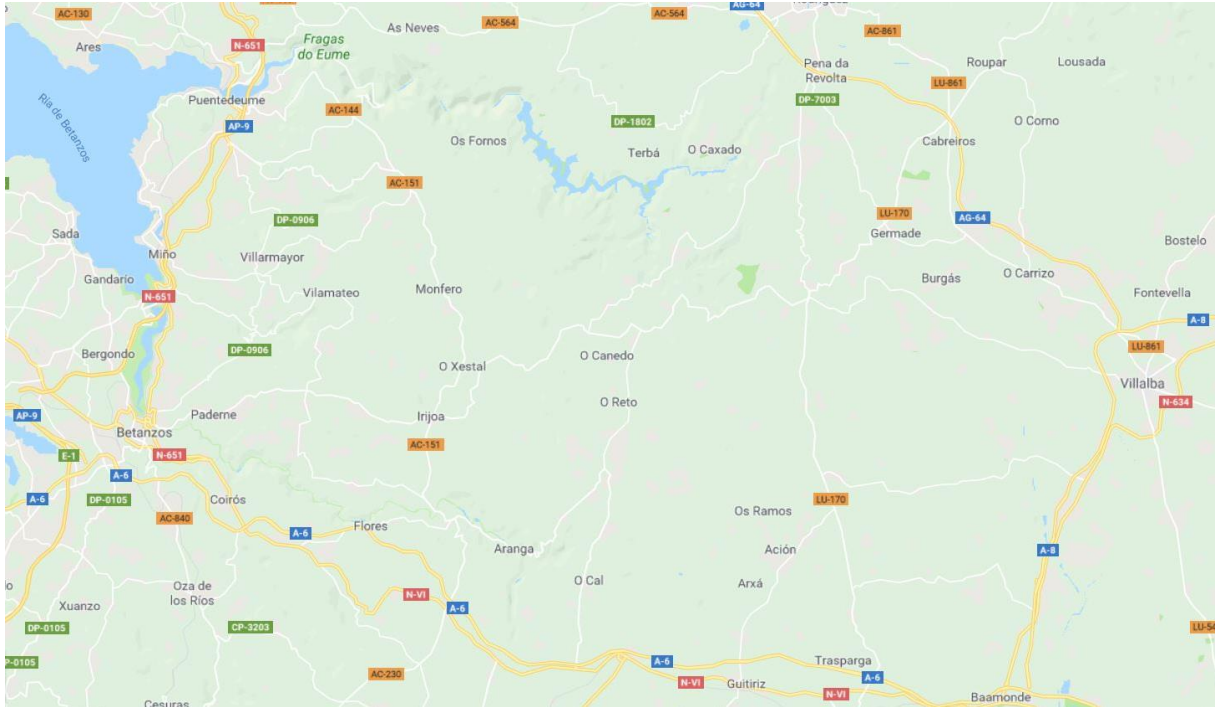 AC-130
AC-564
AC-564
AG-64
As Neves
AC-861
Ares
N-651
Fragas
do Eume
Pena da
Revolta
Roupar
Lousada
LU-861
Puentedeume
AC-144
DP-7003
Ria de Betanzos
AP-9
DP-1802
O Corno
Os Fornos
Terbá
O Caxado
Cabreiros
AC-151
DP-0906
LU-170
AG-64
Sada
Germade
Bostelo
Miño
Villarmayor
Gandarío
Vilamateo
Monfero
Burgás
O Carrizo
Fontevella
N-651
A-8
DP-0906
LU-861
Bergondo
O Canedo
O Xestal
Villalba
O Reto
N-634
AP-9
Paderne
Irijoa
Betanzos
AC-151
E-1
N-651
A-6
A-6
DP-0105
Coirós
LU-170
AC-840
Flores
A-6
Os Ramos
Aranga
Ación
A-8
O Cal
Arxá
Oza de
los Ríos
N-VI
Xuanzo
A-6
DP-0105
CP-3203
P-0105
A-6
Trasparga
AC-230
N-VI
Guitiriz
A-6
N-VI
Baamonde